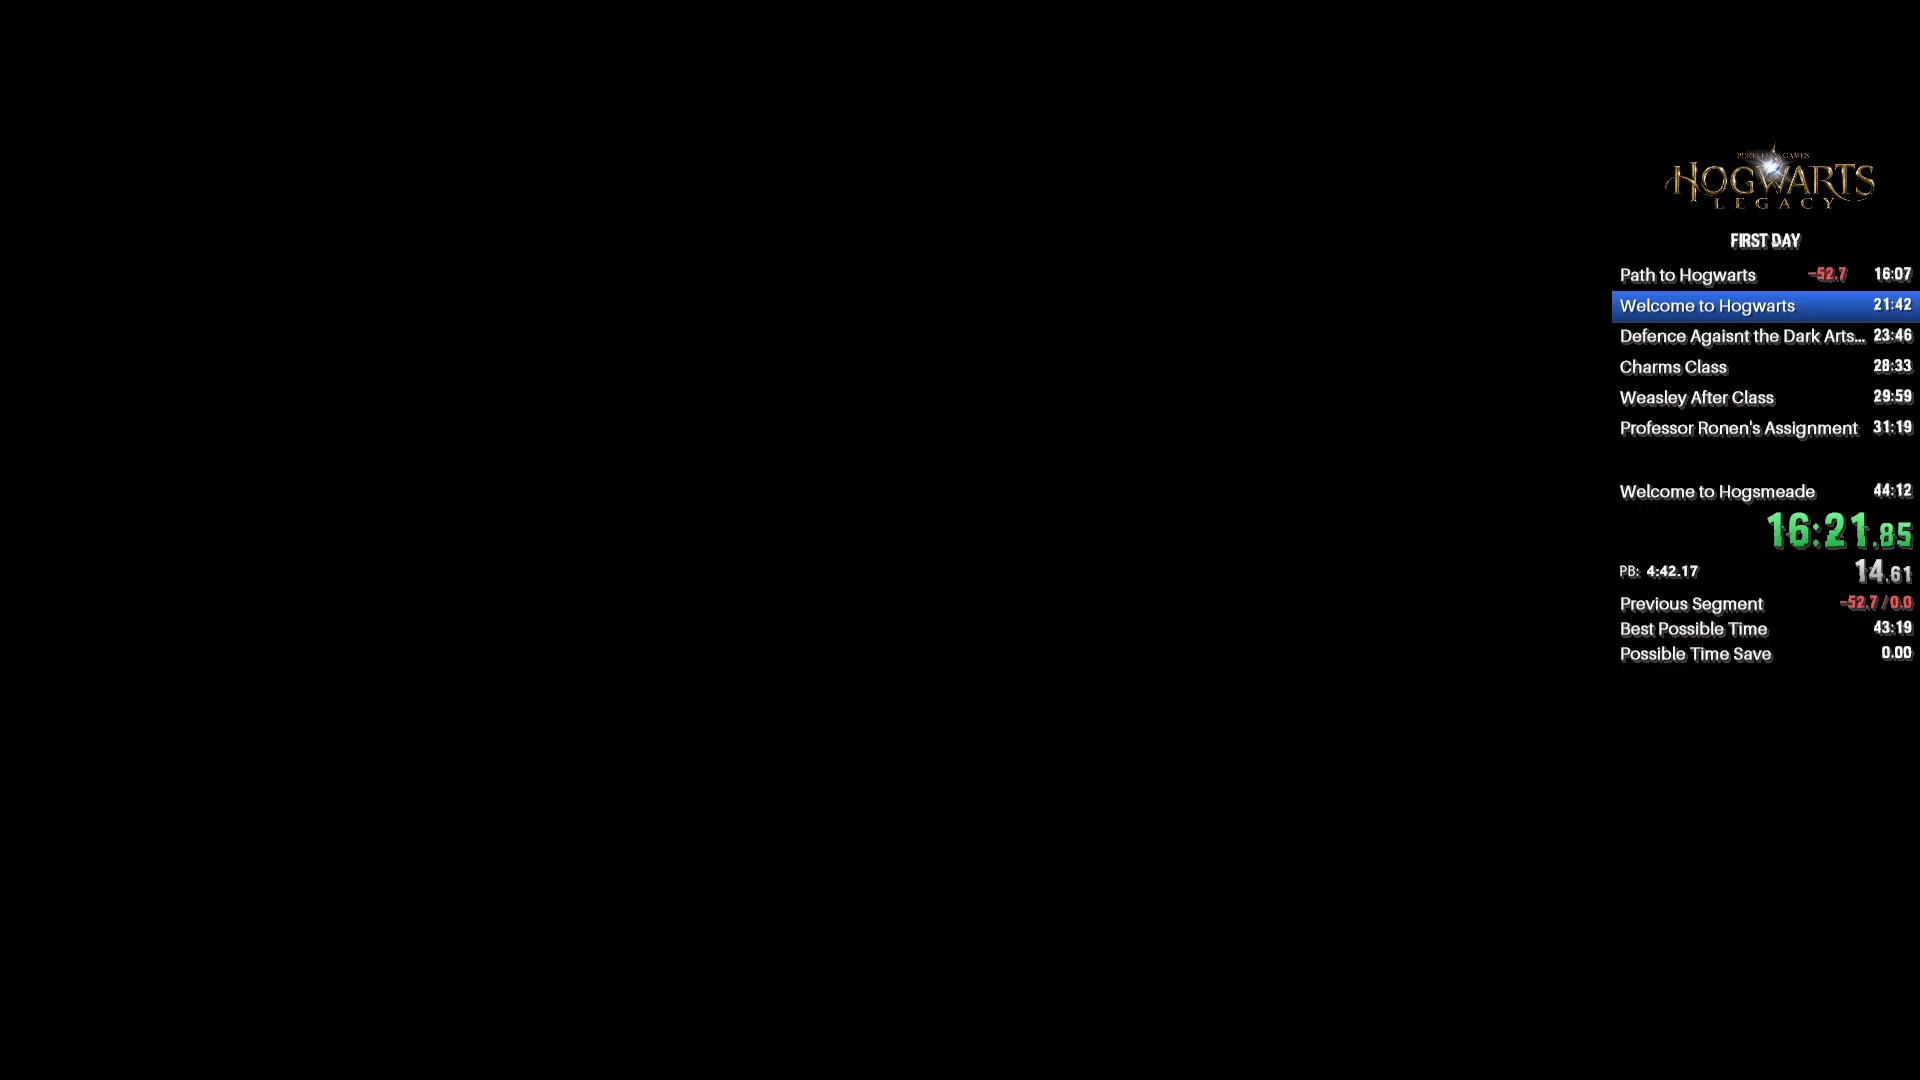 PORTKEY GAMES
HOGWARTS
LEGACY
FIRST DAY
Path to Hogwarts −52.7 16:07
Welcome to Hogwarts 21:42
Defence Agaisnt the Dark Arts... 23:46
Charms Class 28:33
Weasley After Class 29:59
Professor Ronen's Assignment 31:19
Welcome to Hogsmeade 44:12
16:21.85
PB: 4:42.17 14.61
Previous Segment −52.7 / 0.0
Best Possible Time 43:19
Possible Time Save 0.00